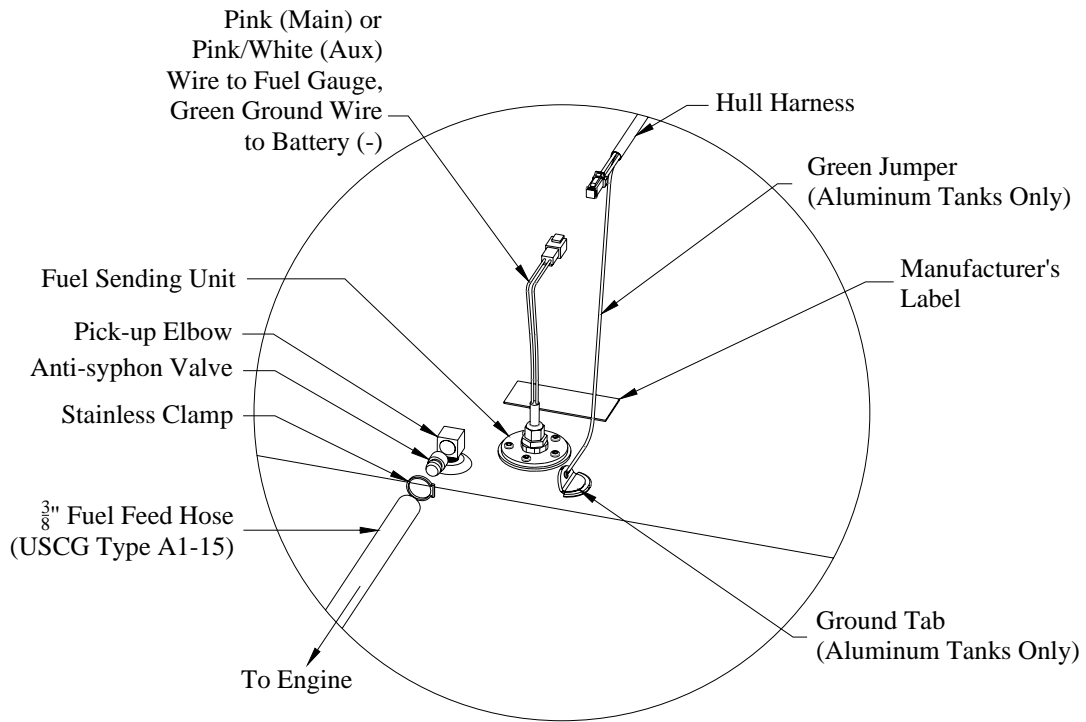 Pink (Main) or
Pink/White (Aux)
Wire to Fuel Gauge,
Green Ground Wire
to Battery (-)
Hull Harness
Green Jumper
(Aluminum Tanks Only)
Manufacturer's
Label
Fuel Sending Unit
Pick-up Elbow
Anti-syphon Valve
Stainless Clamp
3/8" Fuel Feed Hose
(USCG Type A1-15)
To Engine
Ground Tab
(Aluminum Tanks Only)